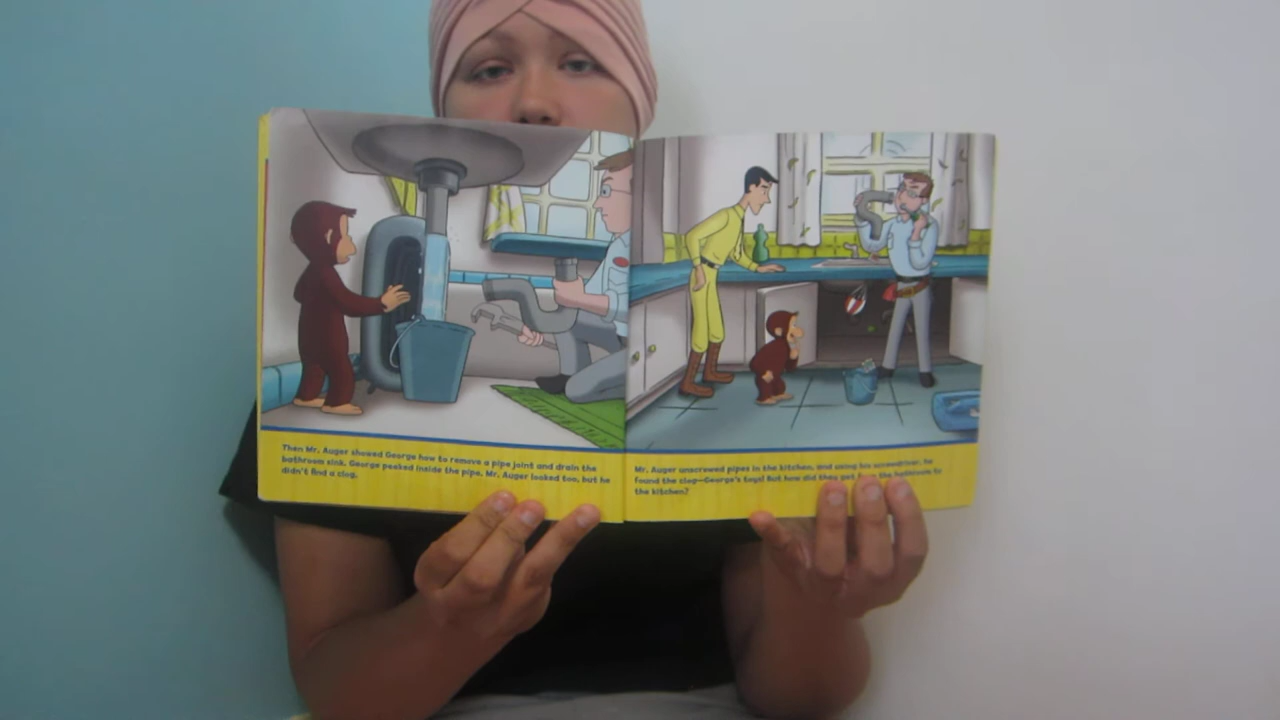 Then Mr. Auger showed George how to remove a pipe joint and drain the
bathroom sink. George peeked inside the pipe. Mr. Auger looked too, but he
didn't find a clog.
Mr. Auger unscrewed pipes in the kitchen, and using his screwdriver, he
found the clog—George's toys! But how did they get from the bathroom to
the kitchen?